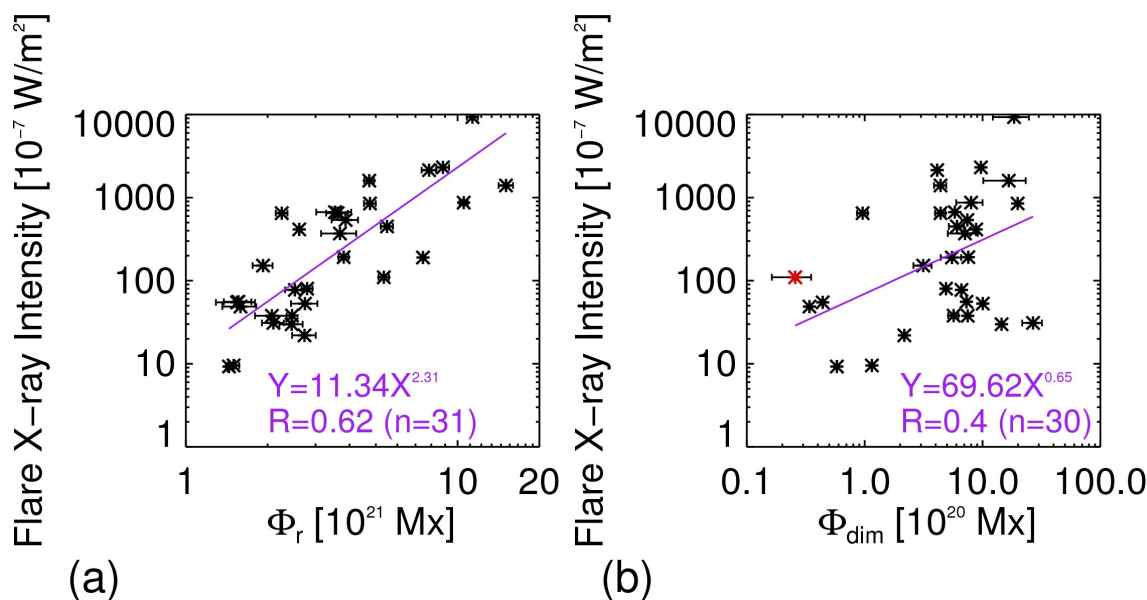 Flare X−ray Intensity [10⁻⁷ W/m²]
10000
1000
100
10
1
Y=11.34X^2.31
R=0.62 (n=31)
1 10 20
Φr [10²¹ Mx]
(a)
Flare X−ray Intensity [10⁻⁷ W/m²]
10000
1000
100
10
1
Y=69.62X^0.65
R=0.4 (n=30)
0.1 1.0 10.0 100.0
Φdim [10²⁰ Mx]
(b)